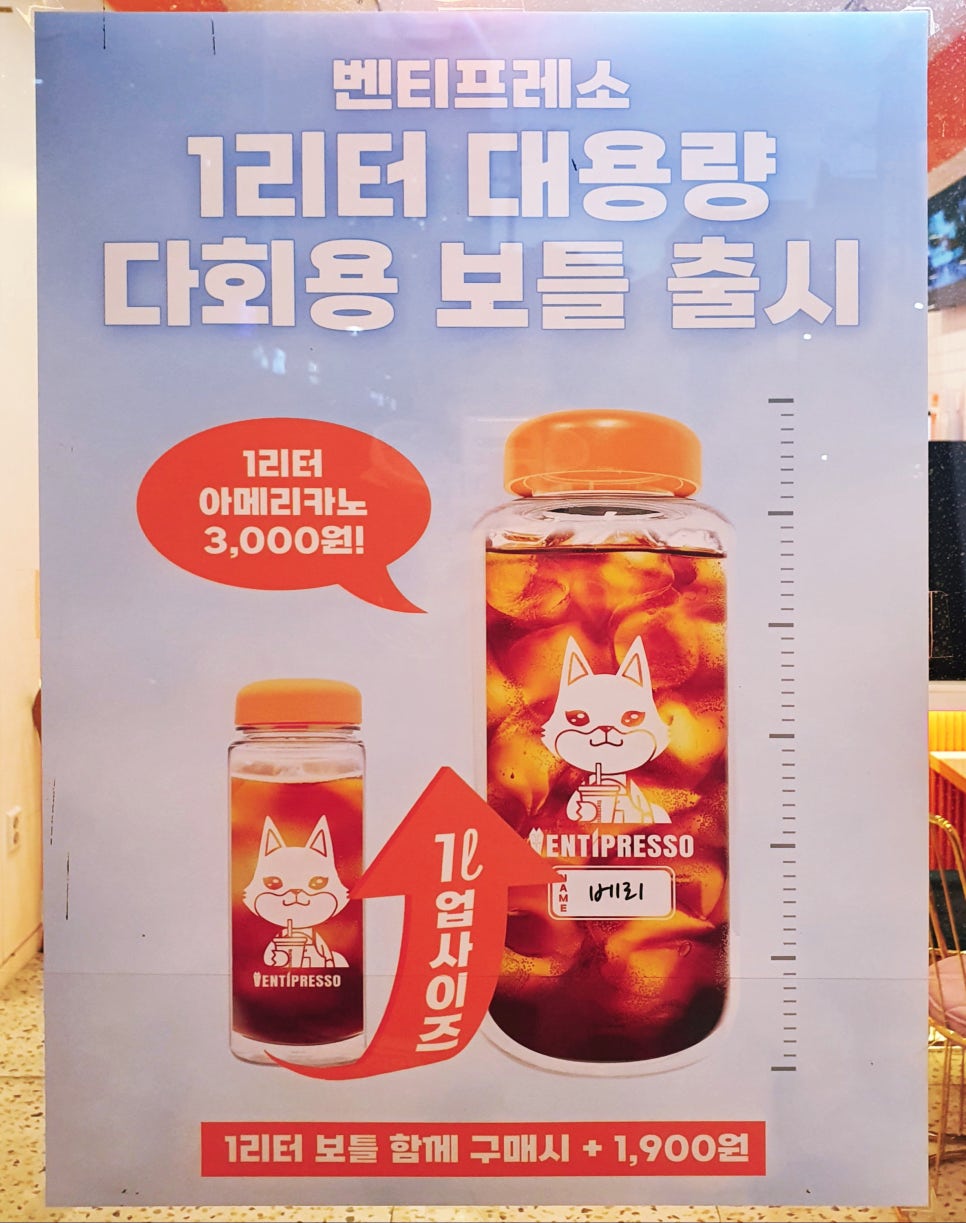 벤티프레소
1리터 대용량
다회용 보틀 출시
1리터
아메리카노
3,000원!
VENTIPRESSO
NAME
베리
1ℓ 업사이즈
VENTIPRESSO
1리터 보틀 함께 구매시 + 1,900원